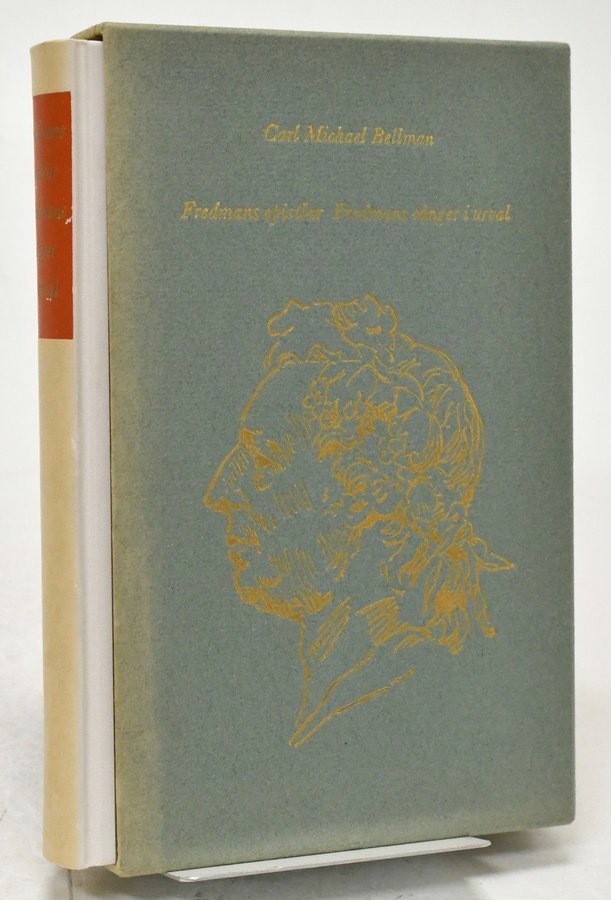 Carl Michael Bellman
Fredmans epistlar Fredmans sånger i urval